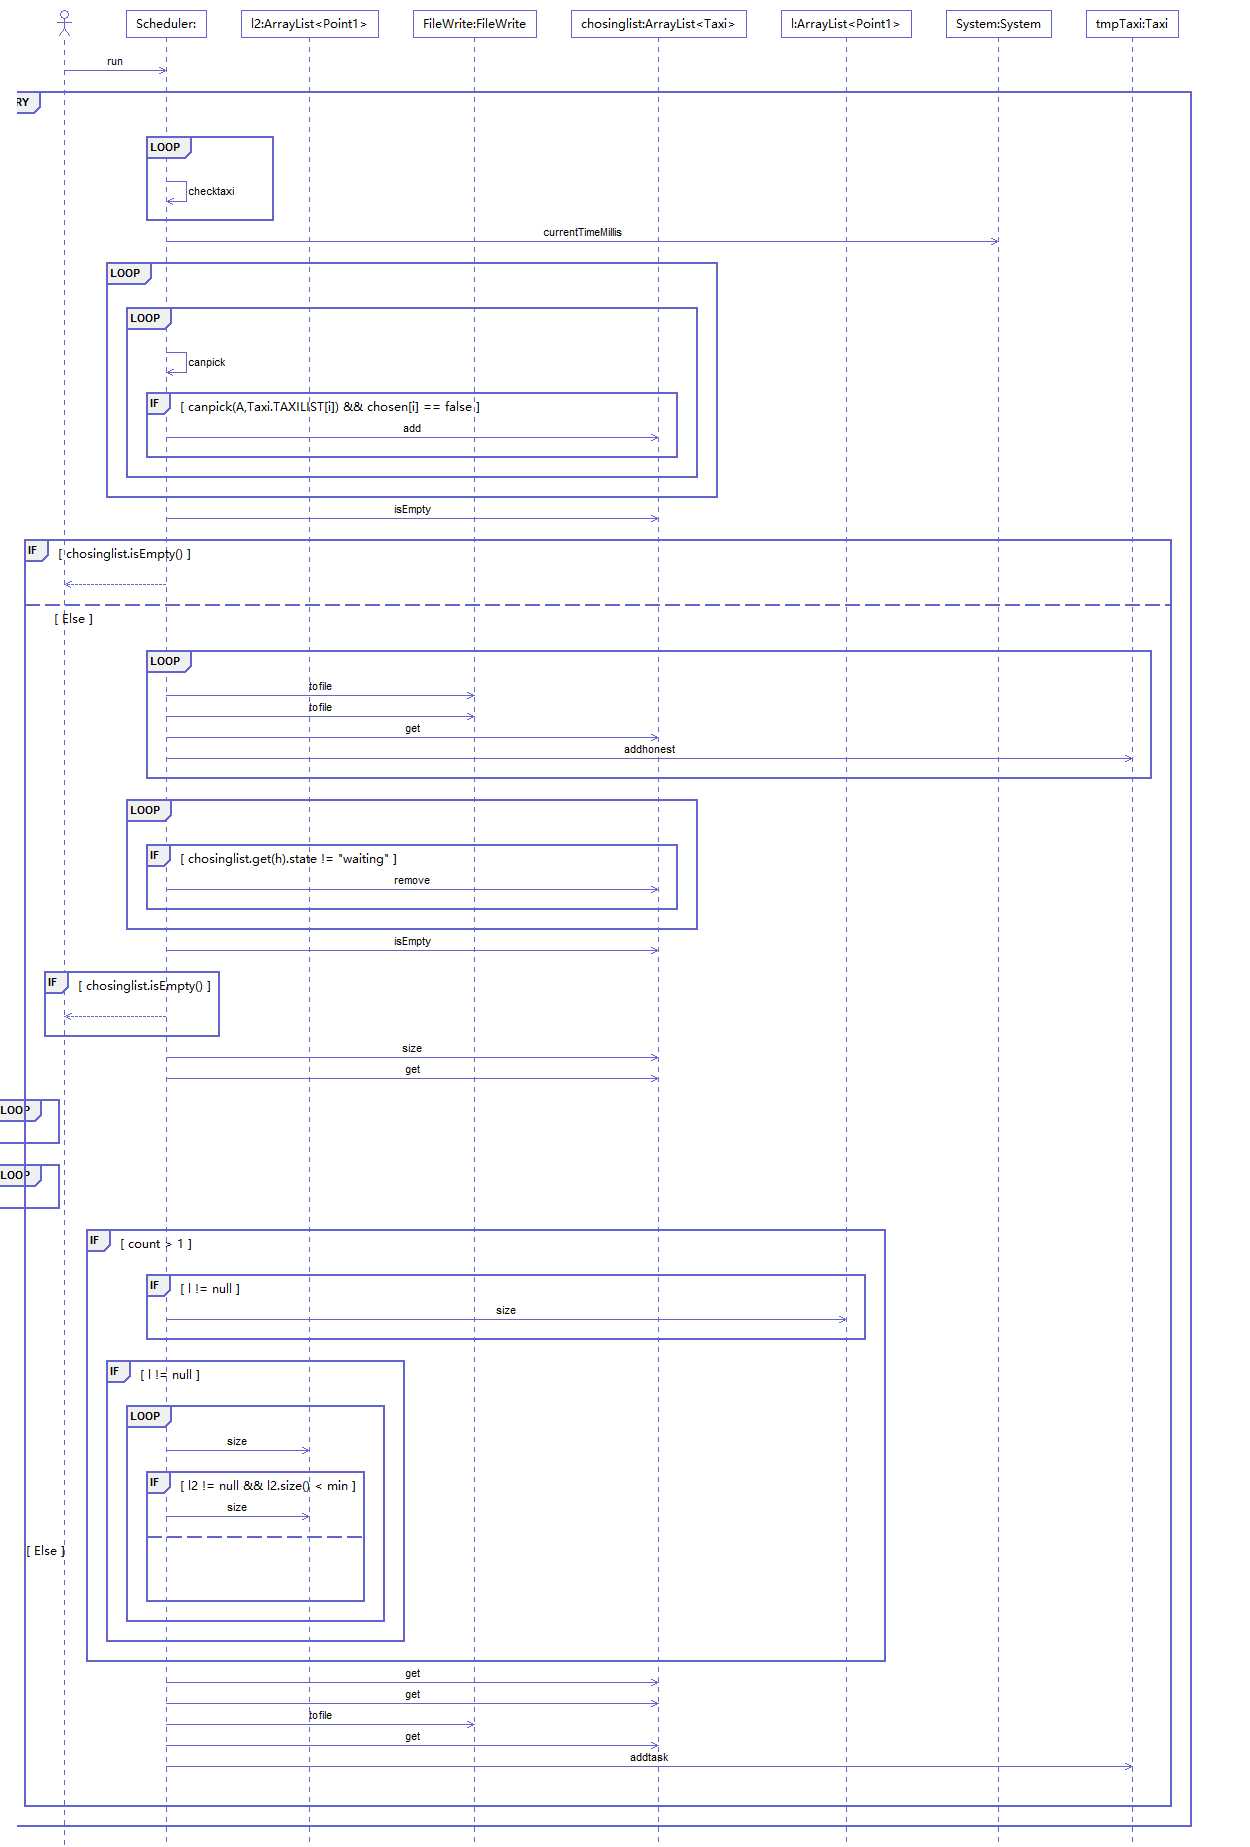 Scheduler:
l2:ArrayList<Point1>
FileWrite:FileWrite
chosinglist:ArrayList<Taxi>
l:ArrayList<Point1>
System:System
tmpTaxi:Taxi
run
RY
LOOP
checktaxi
currentTimeMillis
LOOP
LOOP
canpick
IF
[ canpick(A,Taxi.TAXILIST[i]) && chosen[i] == false ]
add
isEmpty
IF
[ chosinglist.isEmpty() ]
[ Else ]
LOOP
tofile
tofile
get
addhonest
LOOP
IF
[ chosinglist.get(h).state != "waiting" ]
remove
isEmpty
IF
[ chosinglist.isEmpty() ]
size
get
LOOP
LOOP
IF
[ count > 1 ]
IF
[ l != null ]
size
IF
[ l != null ]
LOOP
size
IF
[ l2 != null && l2.size() < min ]
size
[ Else ]
get
get
tofile
get
addtask